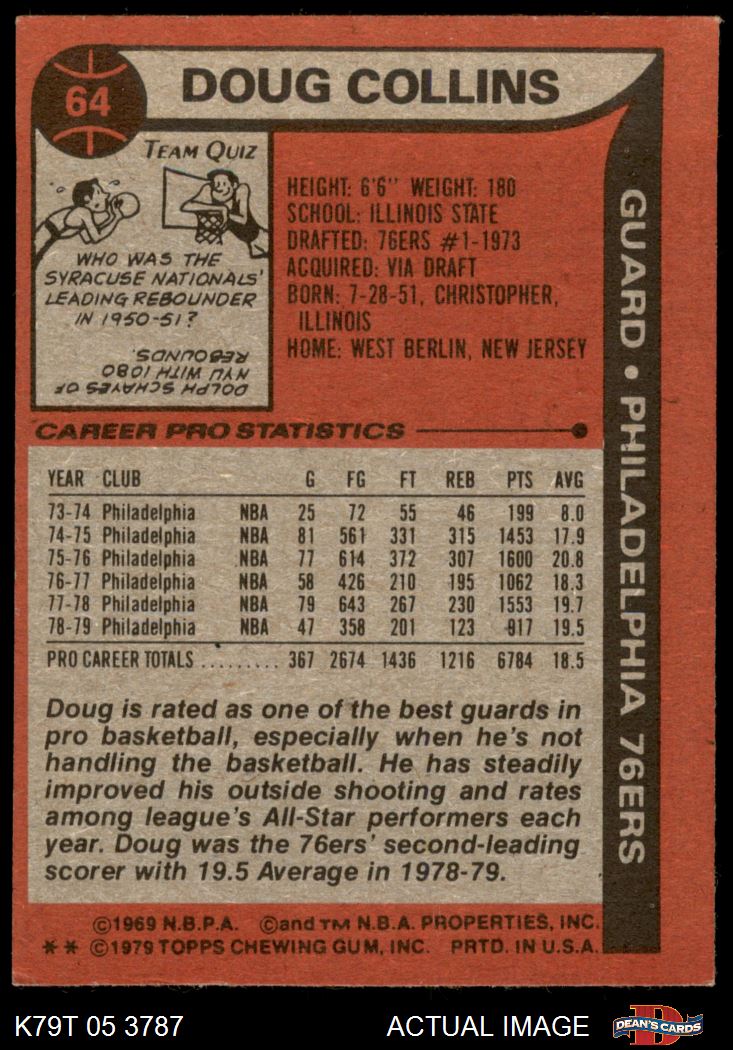 64
DOUG COLLINS
TEAM QUIZ
WHO WAS THE
SYRACUSE NATIONALS'
LEADING REBOUNDER
IN 1950-51?
DOLPH SCHAYES OF
NYU WITH 1080
REBOUNDS.
HEIGHT: 6'6" WEIGHT: 180
SCHOOL: ILLINOIS STATE
DRAFTED: 76ERS #1-1973
ACQUIRED: VIA DRAFT
BORN: 7-28-51, CHRISTOPHER,
ILLINOIS
HOME: WEST BERLIN, NEW JERSEY
GUARD • PHILADELPHIA 76ERS
CAREER PRO STATISTICS
YEAR CLUB G FG FT REB PTS AVG
73-74 Philadelphia NBA 25 72 55 46 199 8.0
74-75 Philadelphia NBA 81 561 331 315 1453 17.9
75-76 Philadelphia NBA 77 614 372 307 1600 20.8
76-77 Philadelphia NBA 58 426 210 195 1062 18.3
77-78 Philadelphia NBA 79 643 267 230 1553 19.7
78-79 Philadelphia NBA 47 358 201 123 917 19.5
PRO CAREER TOTALS ......... 367 2674 1436 1216 6784 18.5
Doug is rated as one of the best guards in
pro basketball, especially when he's not
handling the basketball. He has steadily
improved his outside shooting and rates
among league's All-Star performers each
year. Doug was the 76ers' second-leading
scorer with 19.5 Average in 1978-79.
©1969 N.B.P.A. ©and TM N.B.A. PROPERTIES, INC.
** ©1979 TOPPS CHEWING GUM, INC. PRTD. IN U.S.A.
K79T 05 3787
ACTUAL IMAGE
D
DEAN'S CARDS